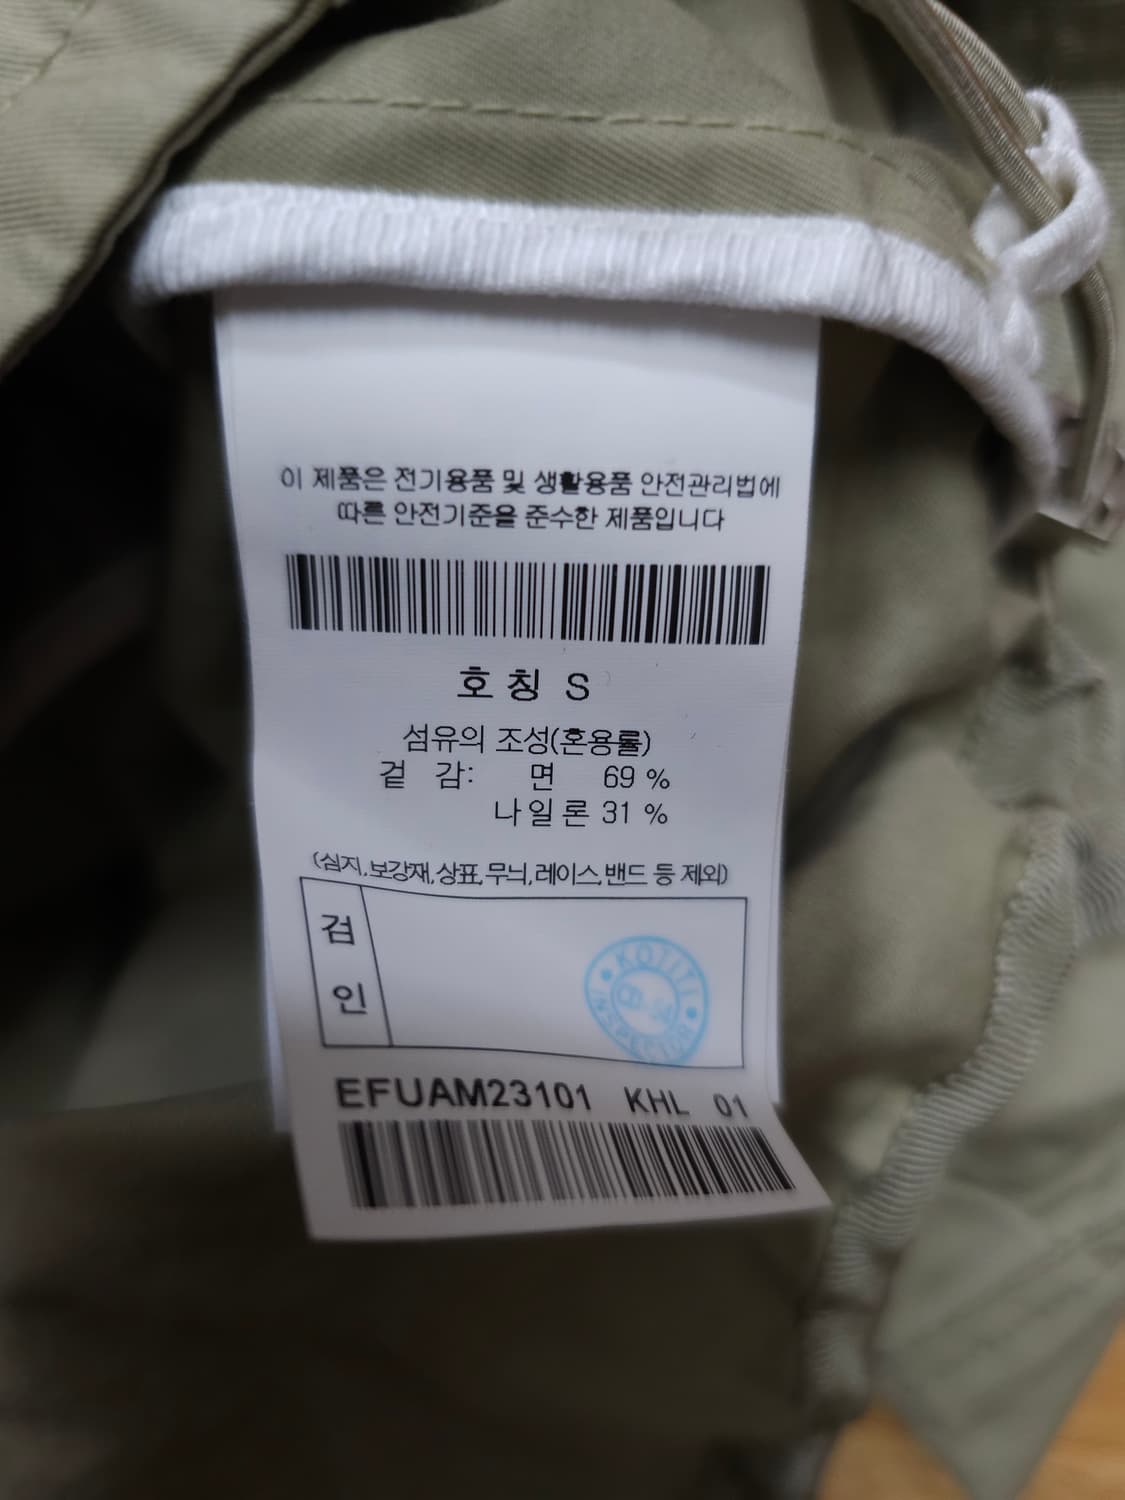 이 제품은 전기용품 및 생활용품 안전관리법에
따른 안전기준을 준수한 제품입니다
호칭 S
섬유의 조성(혼용률)
겉 감: 면 69 %
나일론 31 %
(심지,보강재,상표,무늬,레이스,밴드 등 제외)
검
인
KOTITI
INSPECTOR
EFUAM23101 KHL 01